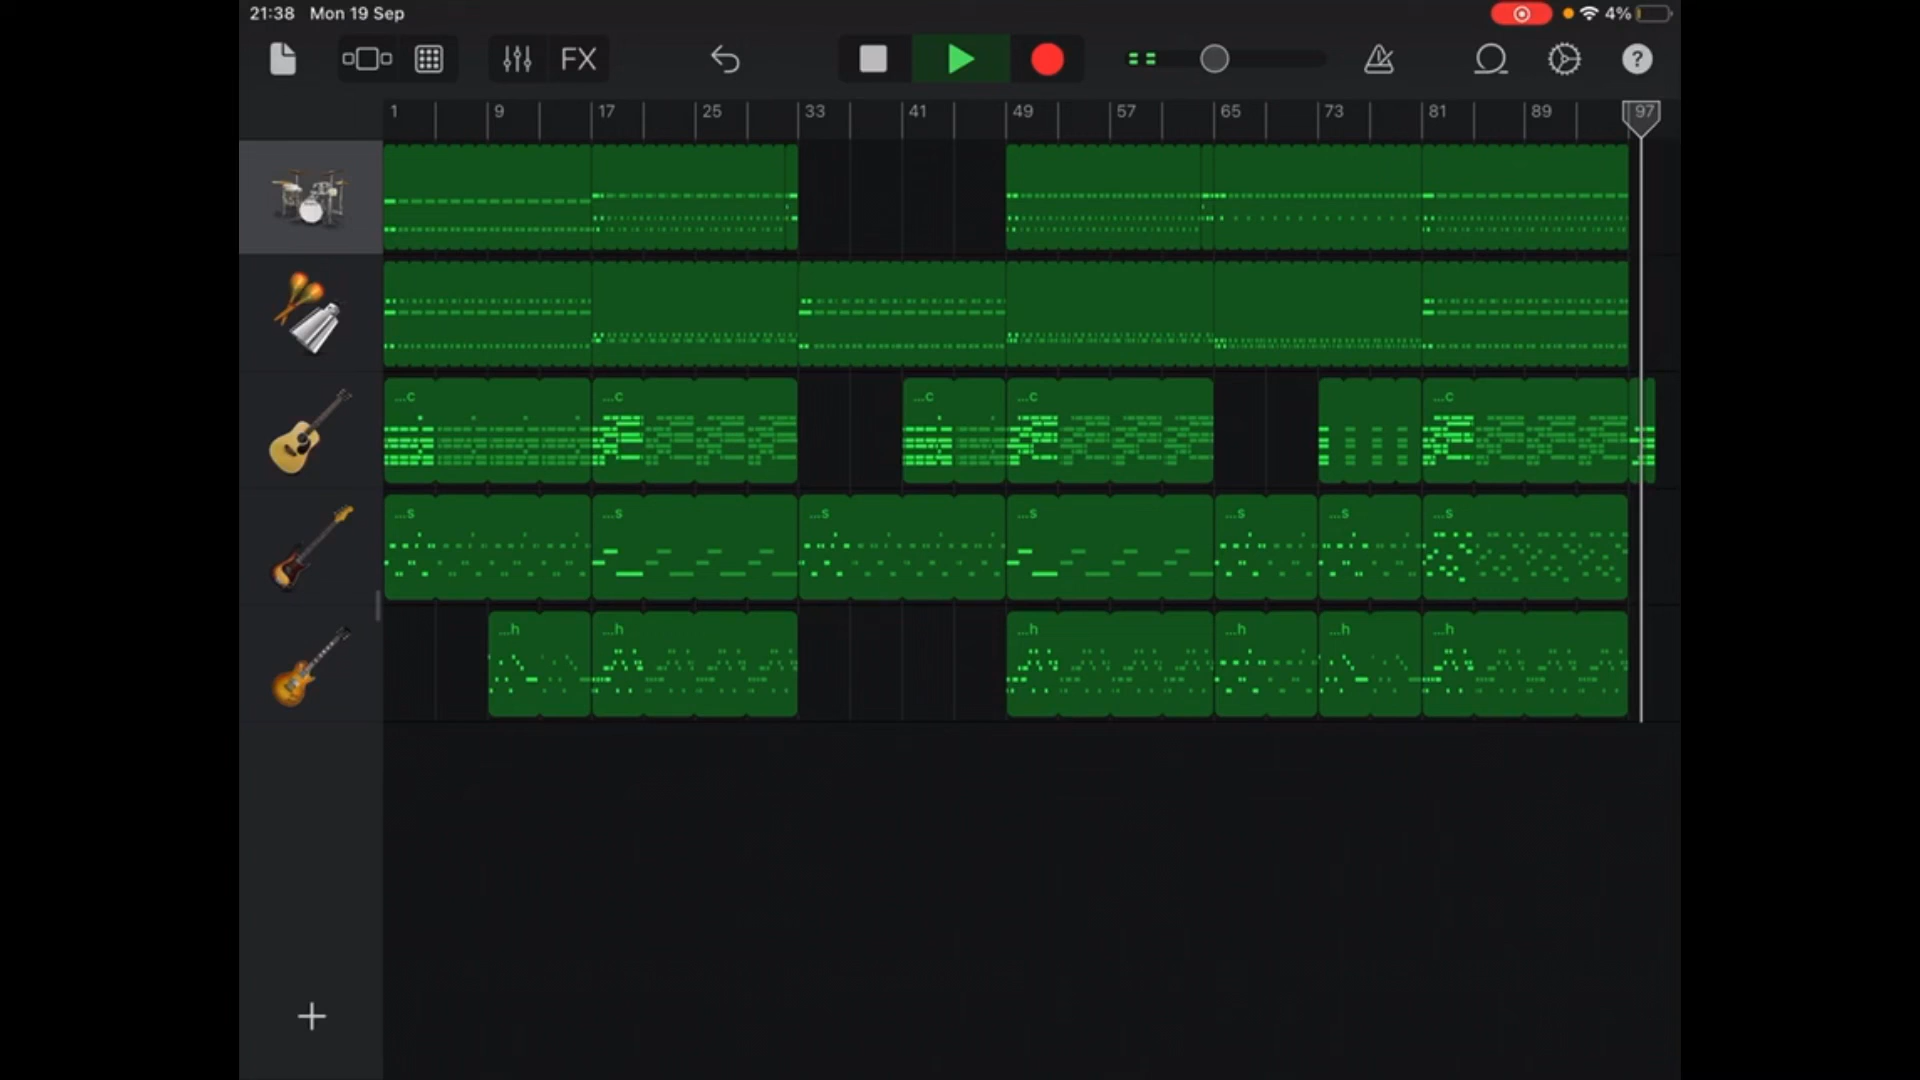 21:38 Mon 19 Sep 4%
FX ?
1 9 17 25 33 41 49 57 65 73 81 89 97
...c ...c ...c ...c ...c
...s ...s ...s ...s ...s ...s ...s
...h ...h ...h ...h ...h ...h